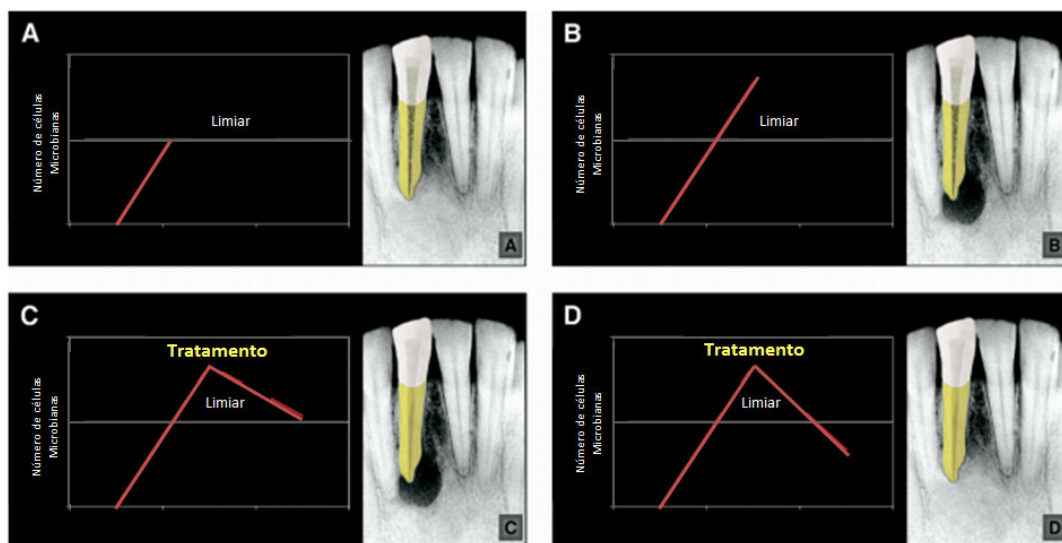 A
Número de células
Microbianas
Limiar
A
B
Número de células
Microbianas
Limiar
B
C
Número de células
Microbianas
Tratamento
Limiar
C
D
Número de células
Microbianas
Tratamento
Limiar
D